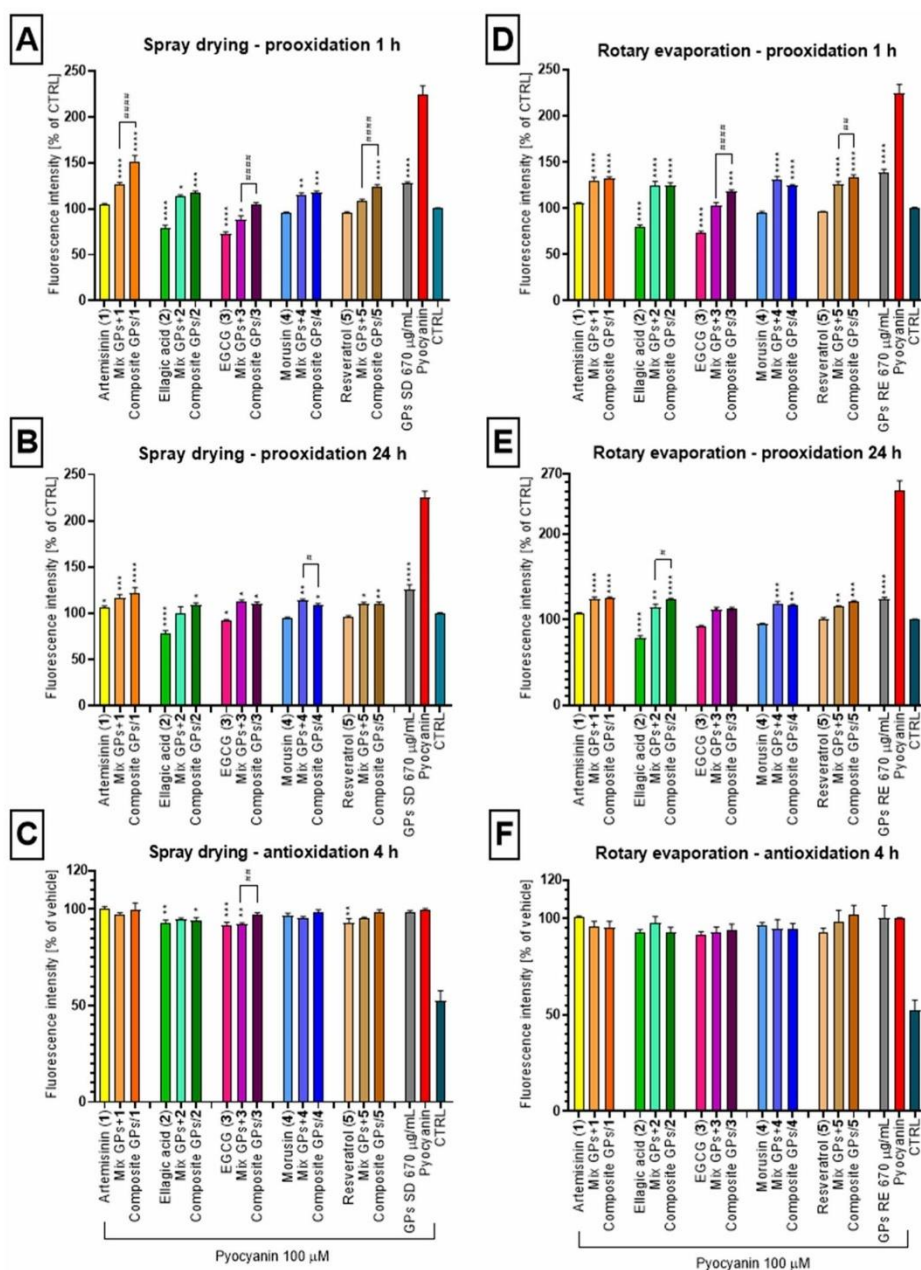 A
Spray drying - prooxidation 1 h
Fluorescence intensity [% of CTRL]
250
200
150
100
50
0
Artemisinin (1)
Mix GPs+1
Composite GPs/1
Ellagic acid (2)
Mix GPs+2
Composite GPs/2
EGCG (3)
Mix GPs+3
Composite GPs/3
Morusin (4)
Mix GPs+4
Composite GPs/4
Resveratrol (5)
Mix GPs+5
Composite GPs/5
GPs SD 670 µg/mL
Pyocyanin
CTRL
D
Rotary evaporation - prooxidation 1 h
Fluorescence intensity [% of CTRL]
250
200
150
100
50
0
Artemisinin (1)
Mix GPs+1
Composite GPs/1
Ellagic acid (2)
Mix GPs+2
Composite GPs/2
EGCG (3)
Mix GPs+3
Composite GPs/3
Morusin (4)
Mix GPs+4
Composite GPs/4
Resveratrol (5)
Mix GPs+5
Composite GPs/5
GPs RE 670 µg/mL
Pyocyanin
CTRL
B
Spray drying - prooxidation 24 h
Fluorescence intensity [% of CTRL]
250
200
150
100
50
0
Artemisinin (1)
Mix GPs+1
Composite GPs/1
Ellagic acid (2)
Mix GPs+2
Composite GPs/2
EGCG (3)
Mix GPs+3
Composite GPs/3
Morusin (4)
Mix GPs+4
Composite GPs/4
Resveratrol (5)
Mix GPs+5
Composite GPs/5
GPs SD 670 µg/mL
Pyocyanin
CTRL
E
Rotary evaporation - prooxidation 24 h
Fluorescence intensity [% of CTRL]
270
200
100
0
Artemisinin (1)
Mix GPs+1
Composite GPs/1
Ellagic acid (2)
Mix GPs+2
Composite GPs/2
EGCG (3)
Mix GPs+3
Composite GPs/3
Morusin (4)
Mix GPs+4
Composite GPs/4
Resveratrol (5)
Mix GPs+5
Composite GPs/5
GPs RE 670 µg/mL
Pyocyanin
CTRL
C
Spray drying - antioxidation 4 h
Fluorescence intensity [% of vehicle]
120
100
50
0
Artemisinin (1)
Mix GPs+1
Composite GPs/1
Ellagic acid (2)
Mix GPs+2
Composite GPs/2
EGCG (3)
Mix GPs+3
Composite GPs/3
Morusin (4)
Mix GPs+4
Composite GPs/4
Resveratrol (5)
Mix GPs+5
Composite GPs/5
GPs SD 670 µg/mL
Pyocyanin
CTRL
Pyocyanin 100 µM
F
Rotary evaporation - antioxidation 4 h
Fluorescence intensity [% of vehicle]
120
100
50
0
Artemisinin (1)
Mix GPs+1
Composite GPs/1
Ellagic acid (2)
Mix GPs+2
Composite GPs/2
EGCG (3)
Mix GPs+3
Composite GPs/3
Morusin (4)
Mix GPs+4
Composite GPs/4
Resveratrol (5)
Mix GPs+5
Composite GPs/5
GPs RE 670 µg/mL
Pyocyanin
CTRL
Pyocyanin 100 µM